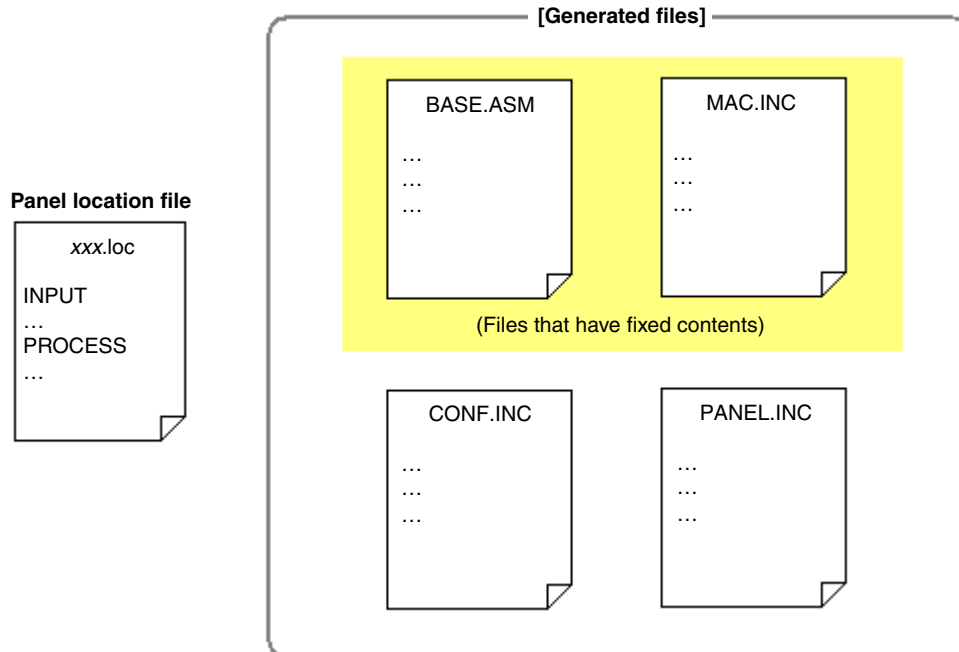 [Generated files]
BASE.ASM
…
…
…
MAC.INC
…
…
…
(Files that have fixed contents)
Panel location file
xxx.loc
INPUT
…
PROCESS
…
CONF.INC
…
…
…
PANEL.INC
…
…
…